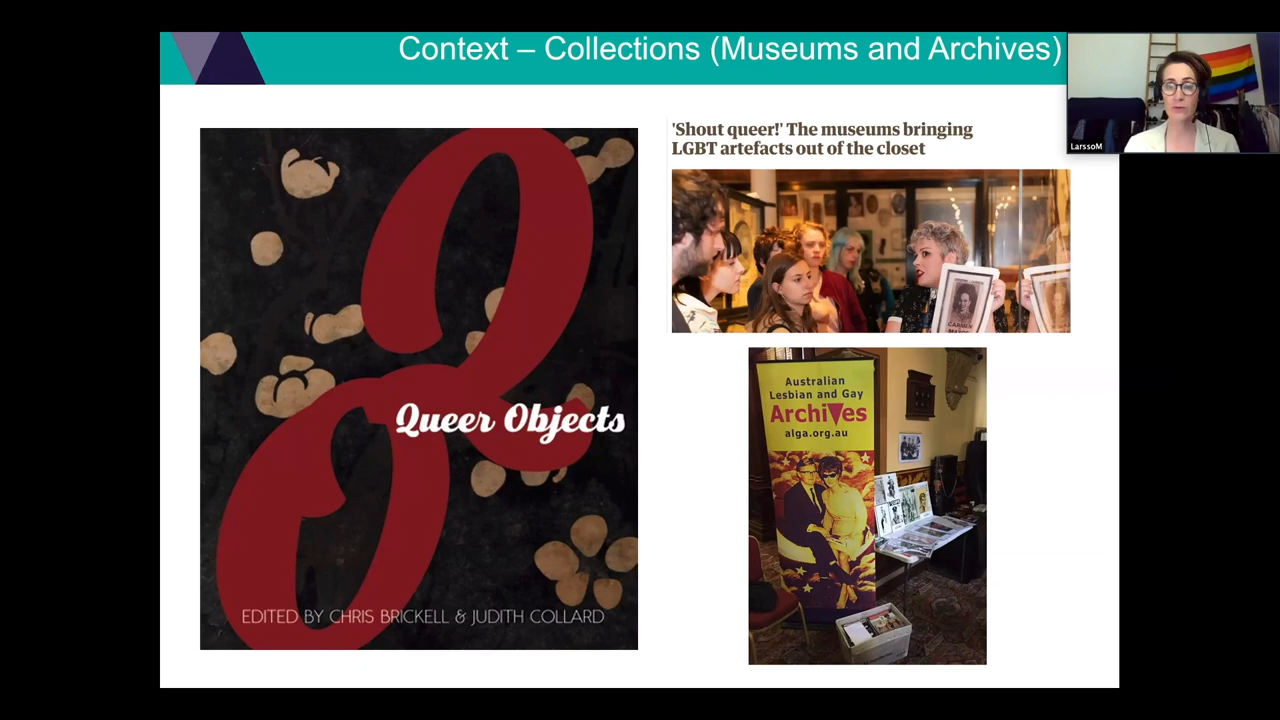 Context – Collections (Museums and Archives)
LarssoM
Queer Objects
EDITED BY CHRIS BRICKELL & JUDITH COLLARD
'Shout queer!' The museums bringing
LGBT artefacts out of the closet
CARMEN
Australian
Lesbian and Gay
Archives
alga.org.au